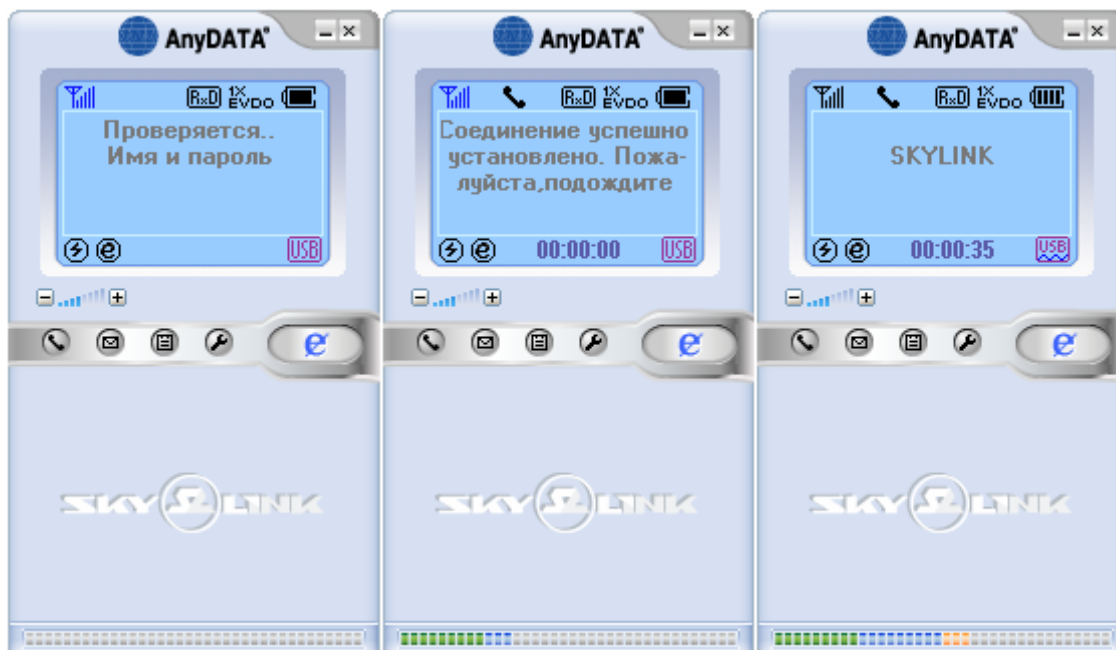 AnyDATA
RxD 1X EVDO
Проверяется..
Имя и пароль
USB
SKYLINK
AnyDATA
RxD 1X EVDO
Соединение успешно
установлено. Пожа-
луйста,подождите
00:00:00 USB
SKYLINK
AnyDATA
RxD 1X EVDO
SKYLINK
00:00:35 USB
SKYLINK